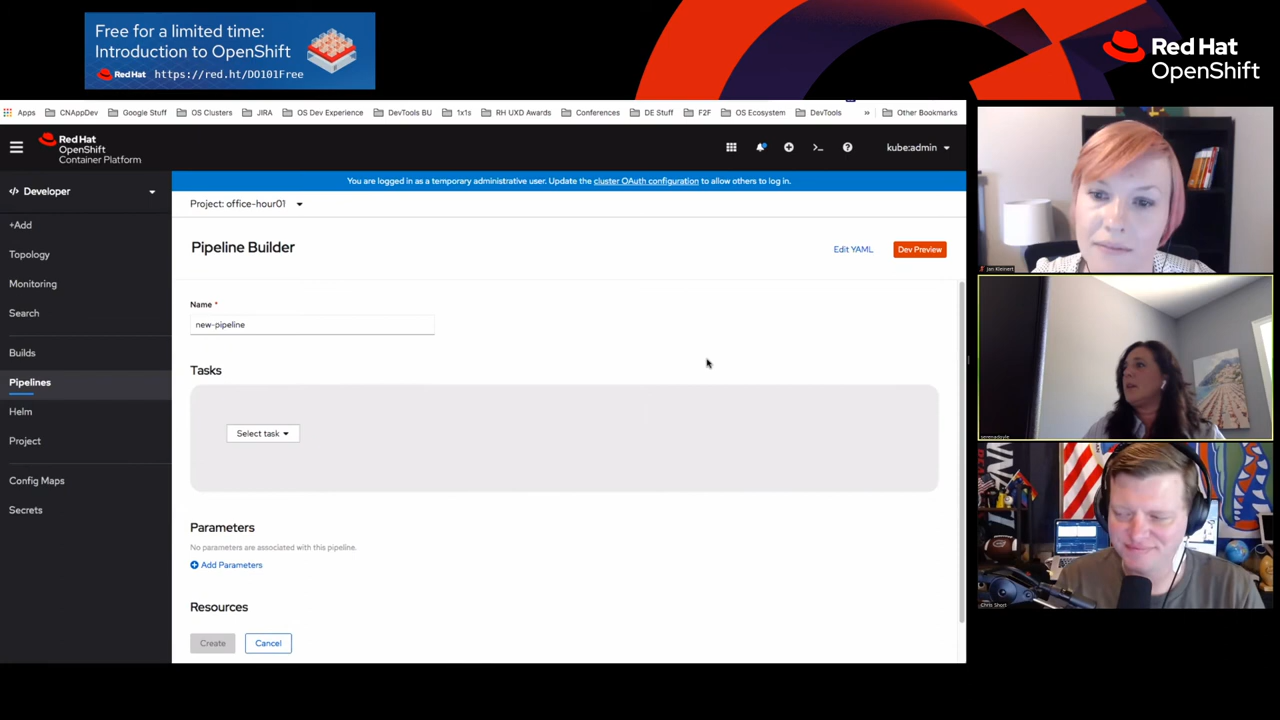 Free for a limited time:
Introduction to OpenShift
Red Hat https://red.ht/DO101Free
Red Hat
OpenShift
Apps CNAppDev Google Stuff OS Clusters JIRA OS Dev Experience DevTools BU 1x1s RH UXD Awards Conferences DE Stuff F2F OS Ecosystem DevTools » Other Bookmarks
Red Hat
OpenShift
Container Platform
kube:admin
</> Developer
You are logged in as a temporary administrative user. Update the cluster OAuth configuration to allow others to log in.
Project: office-hour01
+Add
Topology
Monitoring
Search
Builds
Pipelines
Helm
Project
Config Maps
Secrets
Pipeline Builder
Edit YAML
Dev Preview
Name *
new-pipeline
Tasks
Select task
Parameters
No parameters are associated with this pipeline.
Add Parameters
Resources
Create
Cancel
Jan Kleinert
serenadoyle
Chris Short